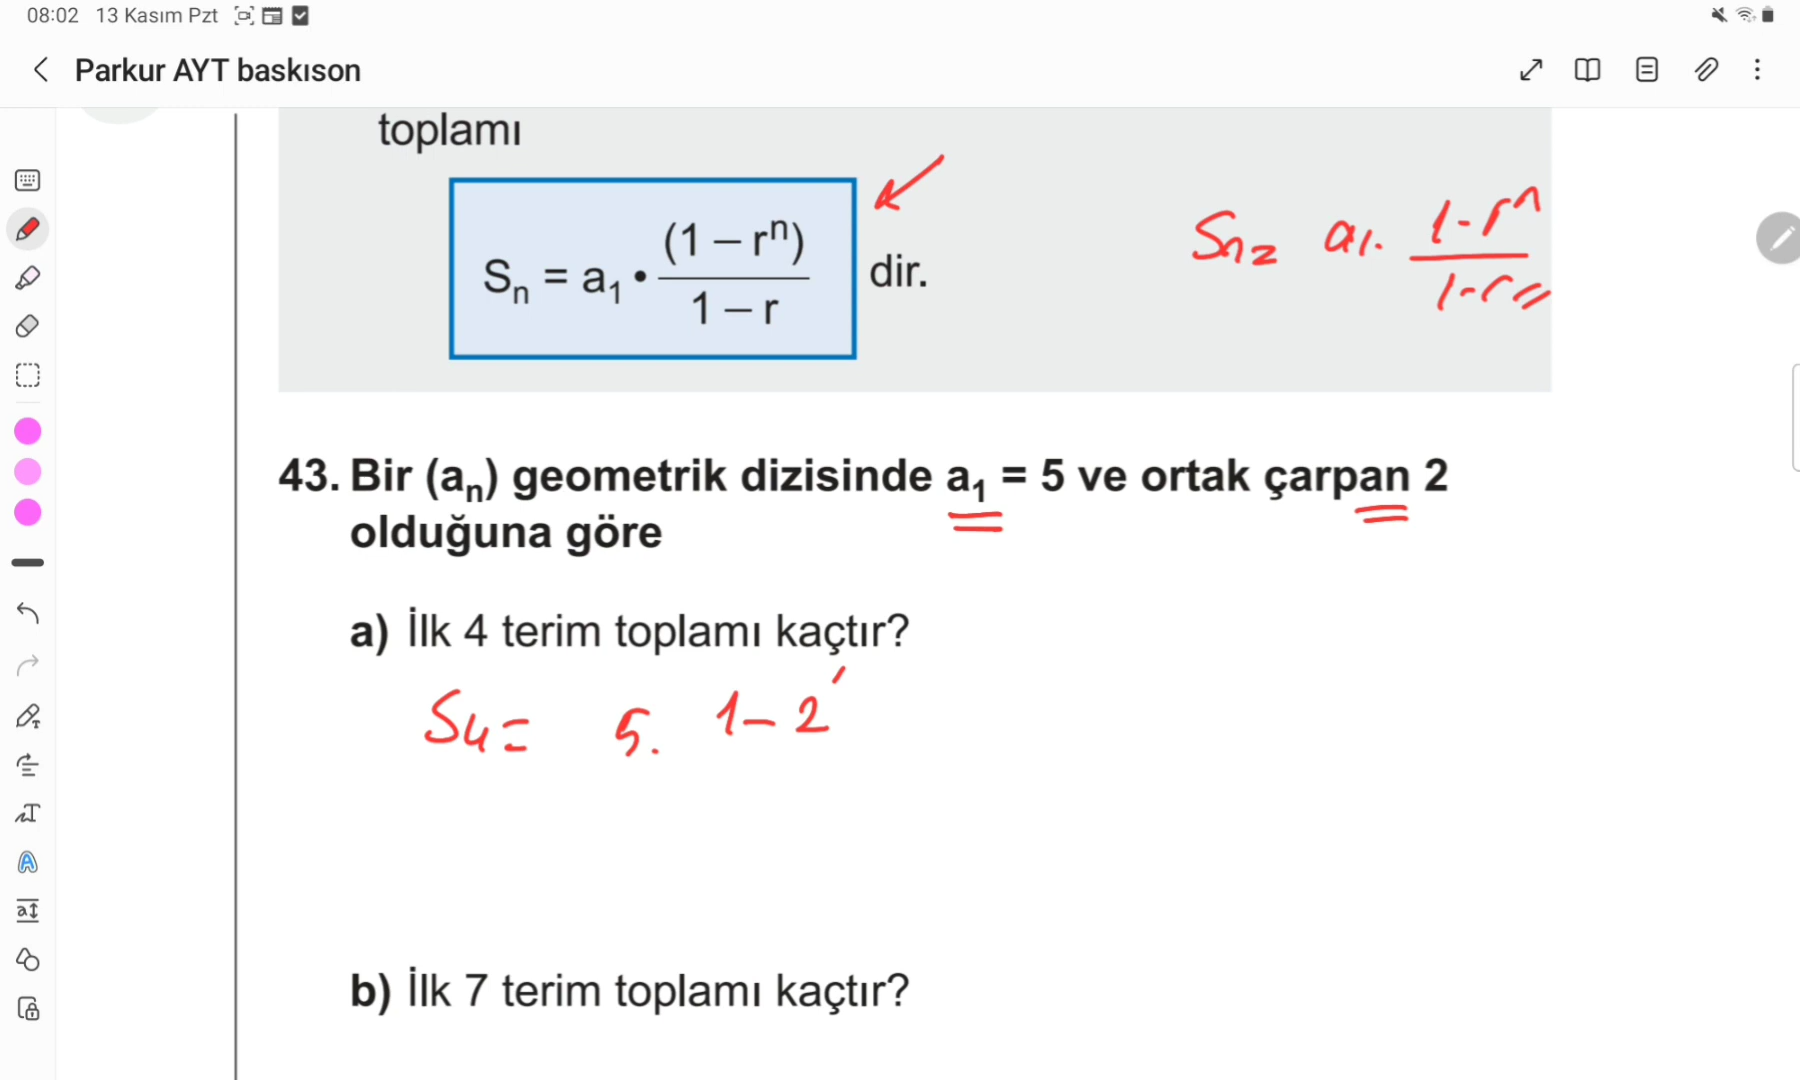 08:02 13 Kasım Pzt
Parkur AYT baskıson
toplamı
Sn = a1 • (1 – rⁿ) / 1 – r dir.
Sn = a1. 1-rⁿ / 1-r
43. Bir (an) geometrik dizisinde a1 = 5 ve ortak çarpan 2
olduğuna göre
a) İlk 4 terim toplamı kaçtır?
S4 = 5. 1-2
b) İlk 7 terim toplamı kaçtır?